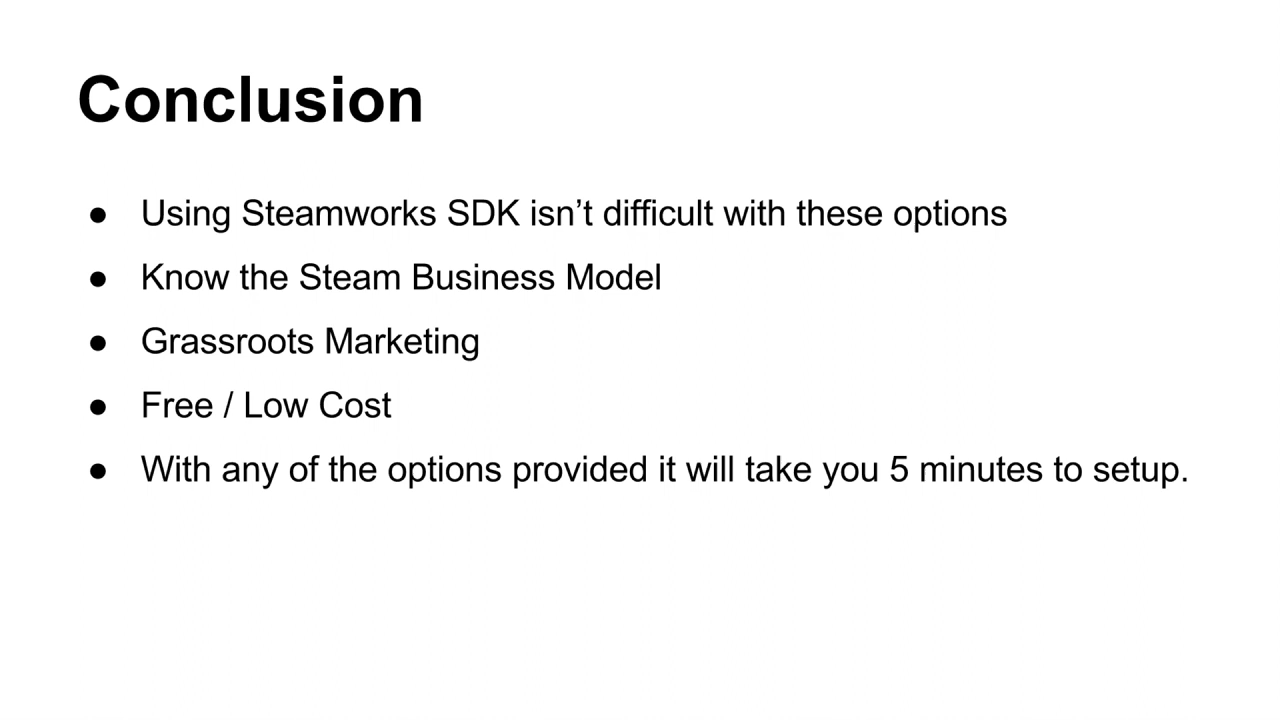 Conclusion
● Using Steamworks SDK isn’t difficult with these options
● Know the Steam Business Model
● Grassroots Marketing
● Free / Low Cost
● With any of the options provided it will take you 5 minutes to setup.